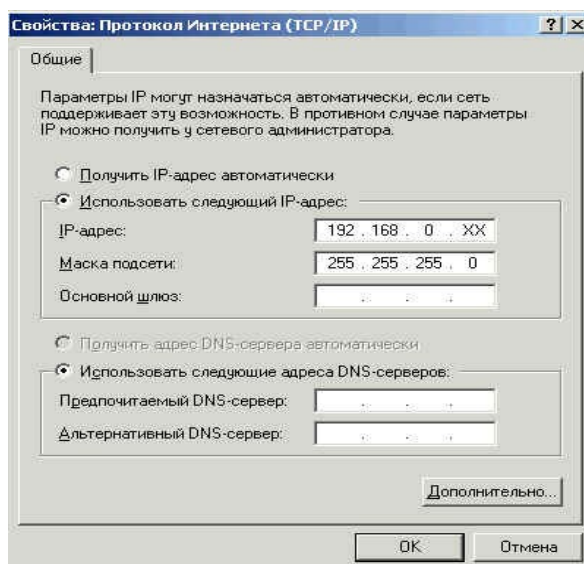 Свойства: Протокол Интернета (TCP/IP)
Общие
Параметры IP могут назначаться автоматически, если сеть
поддерживает эту возможность. В противном случае параметры
IP можно получить у сетевого администратора.
Получить IP-адрес автоматически
Использовать следующий IP-адрес:
IP-адрес: 192 . 168 . 0 . XX
Маска подсети: 255 . 255 . 255 . 0
Основной шлюз: . . .
Получить адрес DNS-сервера автоматически
Использовать следующие адреса DNS-серверов:
Предпочитаемый DNS-сервер: . . .
Альтернативный DNS-сервер: . . .
Дополнительно...
OK Отмена